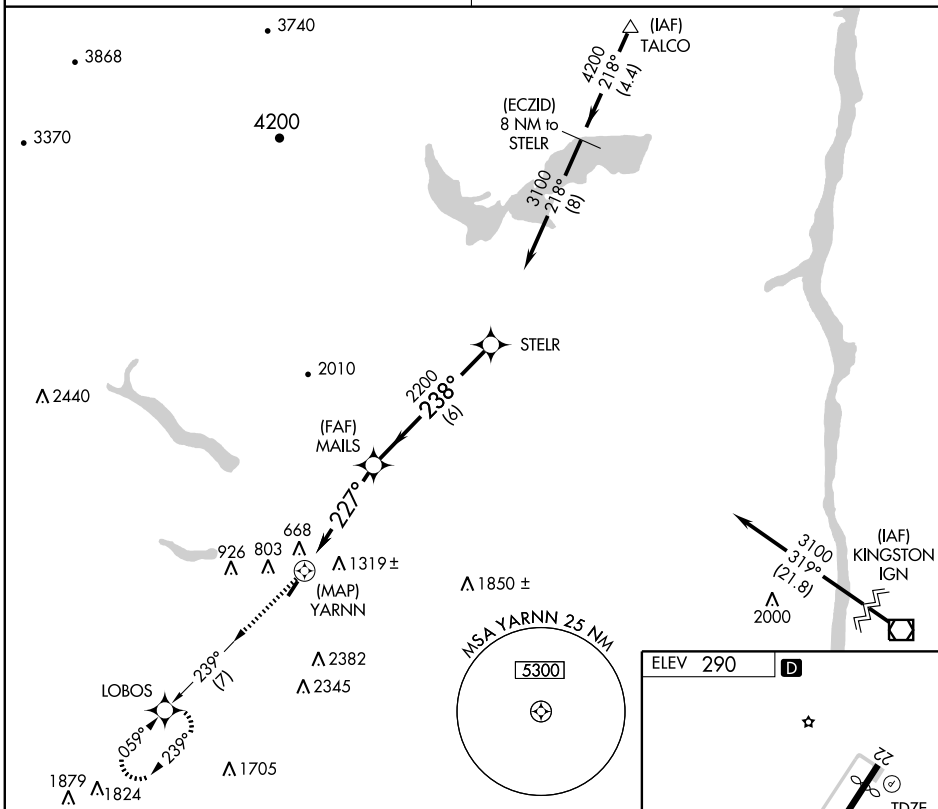 3740
3868
(IAF)
TALCO
4200
218°
(4.4)
(ECZID)
8 NM to
STELR
4200
3370
3100
218°
(8)
STELR
2010
2200
238°
(6)
2440
(FAF)
MAILS
227°
668
926
803
1319 ±
(MAP)
YARNN
1850 ±
3100
319°
(21.8)
(IAF)
KINGSTON
IGN
2000
MSA YARNN 25 NM
5300
239°
(7)
2382
2345
LOBOS
059°
239°
1705
1879
1824
ELEV 290
D
22
P
TDZE